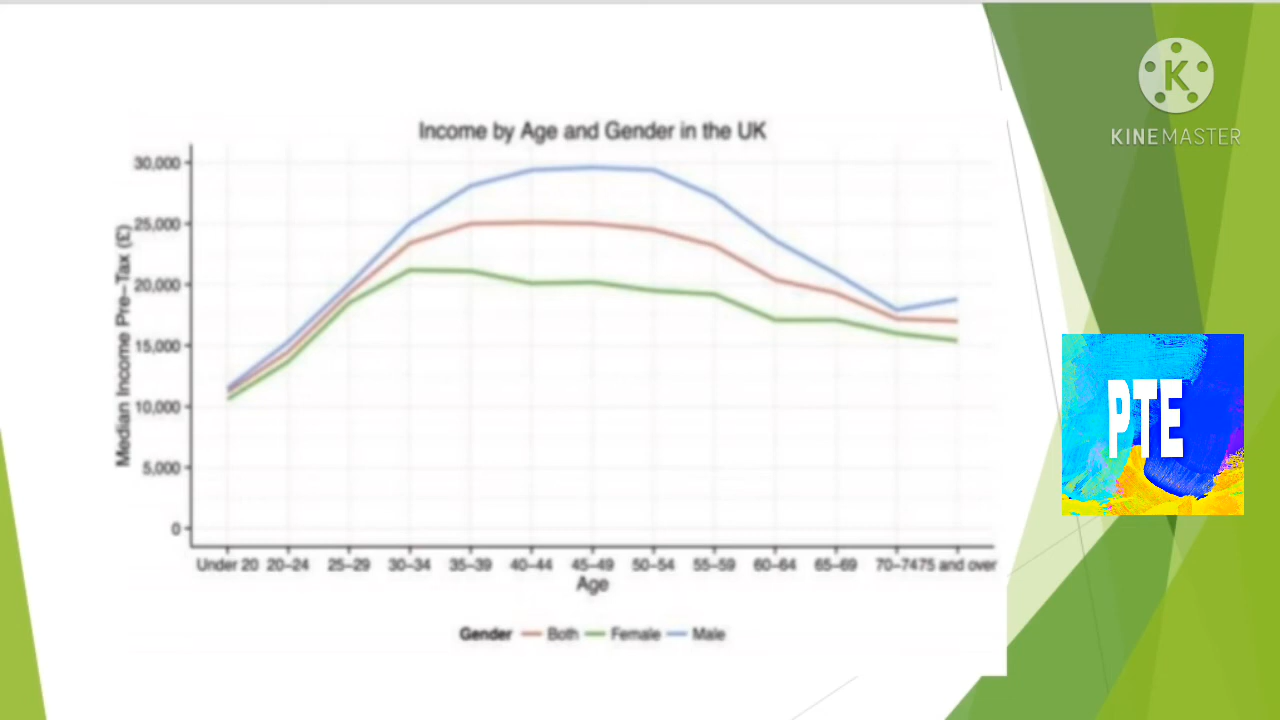 K
KINEMASTER
Income by Age and Gender in the UK
Median Income Pre-Tax (£)
30,000
25,000
20,000
15,000
10,000
5,000
0
Under 20 20-24 25-29 30-34 35-39 40-44 45-49 50-54 55-59 60-64 65-69 70-74 75 and over
Age
Gender Both Female Male
PTE